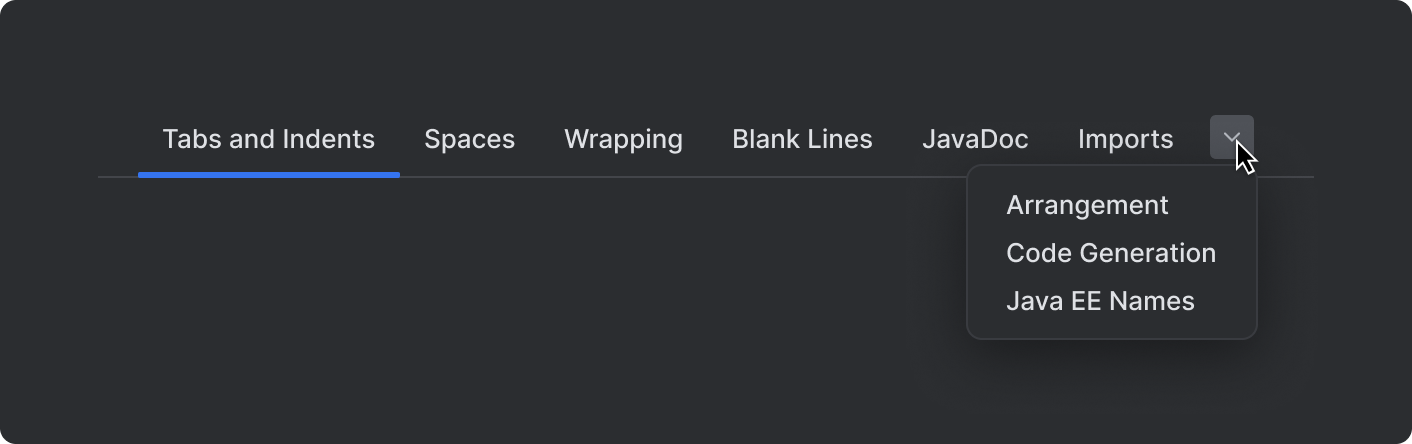 Tabs and Indents Spaces Wrapping Blank Lines JavaDoc Imports
Arrangement
Code Generation
Java EE Names